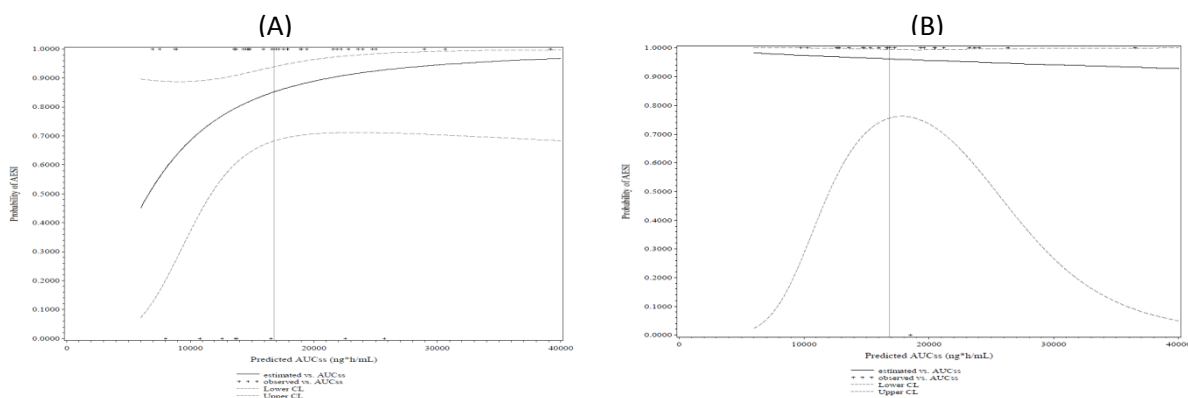 (A)
1.0000
0.9000
0.8000
0.7000
0.6000
0.5000
0.4000
0.3000
0.2000
0.1000
0.0000
Probability of AESI
0
10000
20000
30000
40000
Predicted AUCss (ng*h/mL)
estimated vs. AUCss
observed vs. AUCss
Lower CL
Upper CL
(B)
1.0000
0.9000
0.8000
0.7000
0.6000
0.5000
0.4000
0.3000
0.2000
0.1000
0.0000
Probability of AESI
0
10000
20000
30000
40000
Predicted AUCss (ng*h/mL)
estimated vs. AUCss
observed vs. AUCss
Lower CL
Upper CL